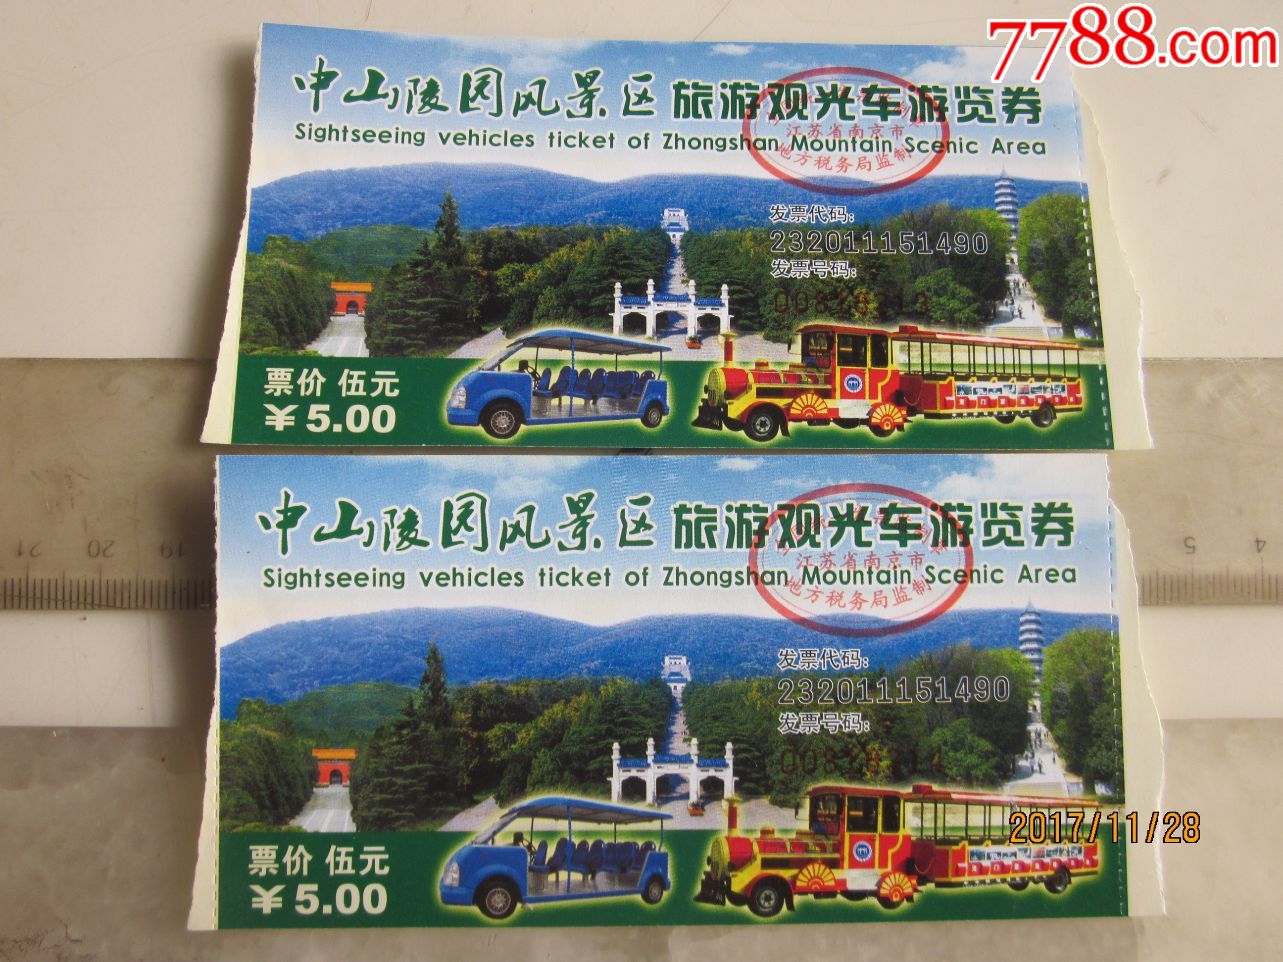 7788.com
中山陵园风景区 旅游观光车游览券
Sightseeing vehicles ticket of Zhongshan Mountain Scenic Area
江苏省南京市
地方税务局监制
发票代码:
232011151490
发票号码:
票价 伍元
¥ 5.00
中山陵园风景区 旅游观光车游览券
Sightseeing vehicles ticket of Zhongshan Mountain Scenic Area
江苏省南京市
地方税务局监制
发票代码:
232011151490
发票号码:
票价 伍元
¥ 5.00
21 20 19
5
2017/11/28